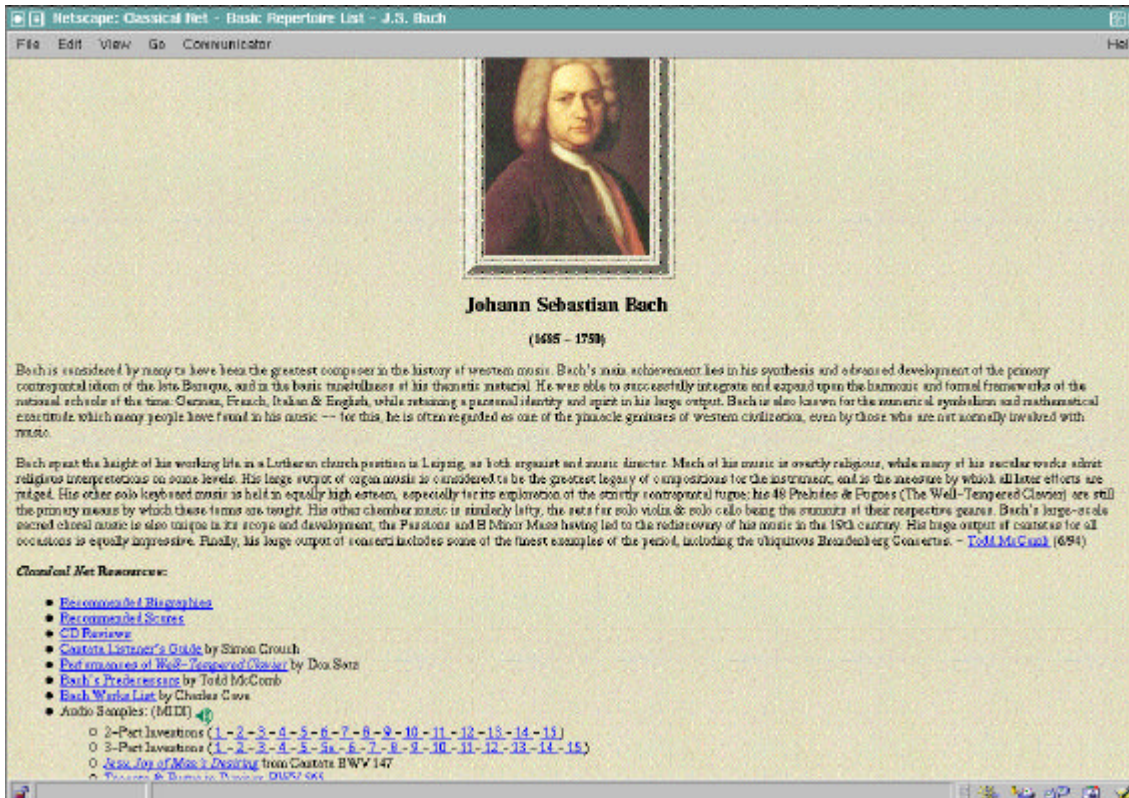 Netscape: Classical Net - Basic Repertoire List - J.S. Bach
File Edit View Go Communicator Hel
Johann Sebastian Bach
(1685 - 1750)
Bach is considered by many to have been the greatest composer in the history of western music. Bach's main achievement lies in his synthesis and advanced development of the primary
contrapuntal idiom of the late Baroque, and in the basic tunefullness of his thematic material. He was able to successfully integrate and expand upon the harmonic and formal frameworks of the
national schools of the time: German, French, Italian & English, while retaining a personal identity and spirit in his large output. Bach is also known for the numerical symbolism and mathematical
exactitude which many people have found in his music -- for this, he is often regarded as one of the pinnacle geniuses of western civilization, even by those who are not normally involved with
music.
Bach spent the height of his working life in a Lutheran church position in Leipzig, as both organist and music director. Much of his music is overtly religious, while many of his secular works admit
religious interpretations on some levels. His large output of organ music is considered to be the greatest legacy of compositions for the instrument, and is the measure by which all later efforts are
judged. His other solo keyboard music is held in equally high esteem, especially for its exploration of the strictly contrapuntal fugue; his 48 Preludes & Fugues (The Well-Tempered Clavier) are still
the primary means by which these forms are taught. His other chamber music is similarly lofty, the sets for solo violin & solo cello being the summits of their respective genres. Bach's large-scale
sacred choral music is also unique in its scope and development, the Passions and B Minor Mass having led to the rediscovery of his music in the 19th century. His huge output of cantatas for all
occasions is equally impressive. Finally, his large output of concerti includes some of the finest examples of the period, including the ubiquitous Brandenberg Concertos. - Todd McComb (6/94)
Classical Net Resources:
Recommended Biographies
Recommended Scores
CD Reviews
Cantata Listener's Guide by Simon Crouch
Performances of Well-Tempered Clavier by Don Satz
Bach's Predecessors by Todd McComb
Bach Works List by Charles Cave
Audio Samples: (MIDI)
2-Part Inventions (1 - 2 - 3 - 4 - 5 - 6 - 7 - 8 - 9 - 10 - 11 - 12 - 13 - 14 - 15)
3-Part Inventions (1 - 2 - 3 - 4 - 5 - 5a - 6 - 7 - 8 - 9 - 10 - 11 - 12 - 13 - 14 - 15)
Jesu, Joy of Man's Desiring from Cantata BWV 147